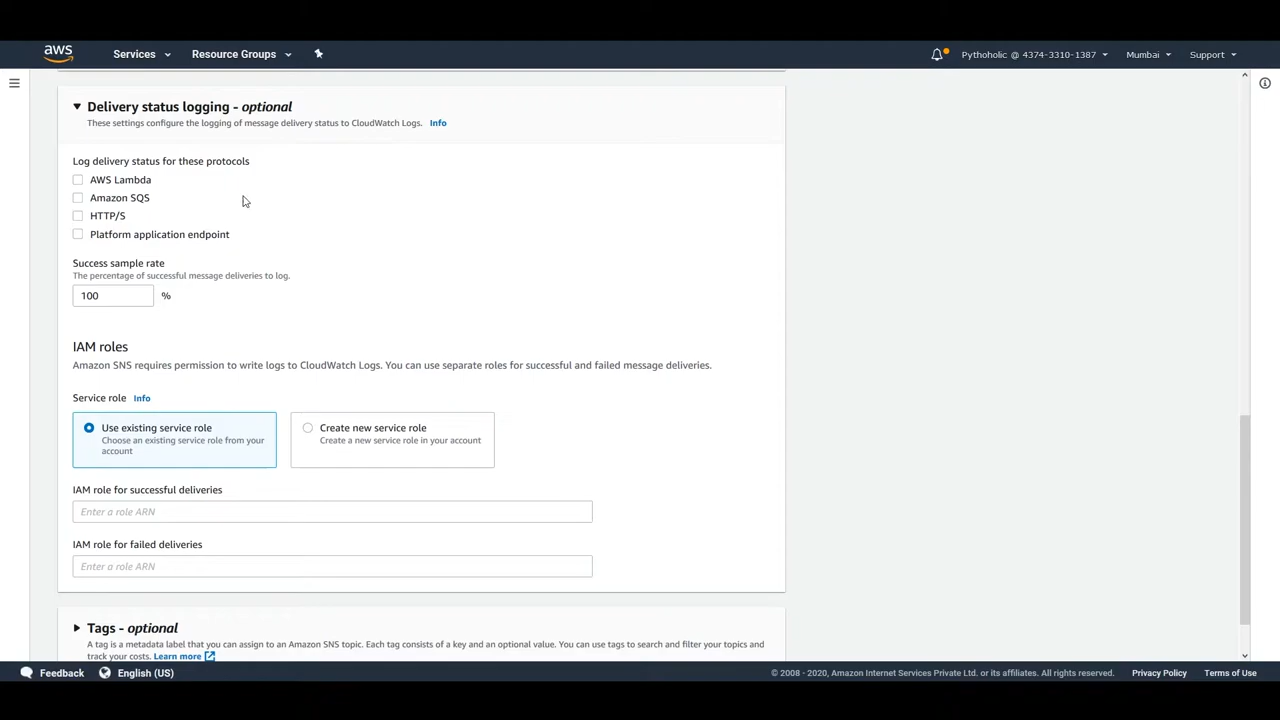 aws Services Resource Groups Pythoholic @ 4374-3310-1387 Mumbai Support
Delivery status logging - optional
These settings configure the logging of message delivery status to CloudWatch Logs. Info
Log delivery status for these protocols
AWS Lambda
Amazon SQS
HTTP/S
Platform application endpoint
Success sample rate
The percentage of successful message deliveries to log.
100 %
IAM roles
Amazon SNS requires permission to write logs to CloudWatch Logs. You can use separate roles for successful and failed message deliveries.
Service role Info
Use existing service role
Choose an existing service role from your
account
Create new service role
Create a new service role in your account
IAM role for successful deliveries
Enter a role ARN
IAM role for failed deliveries
Enter a role ARN
Tags - optional
A tag is a metadata label that you can assign to an Amazon SNS topic. Each tag consists of a key and an optional value. You can use tags to search and filter your topics and
track your costs. Learn more
Feedback English (US) © 2008 - 2020, Amazon Internet Services Private Ltd. or its affiliates. All rights reserved. Privacy Policy Terms of Use